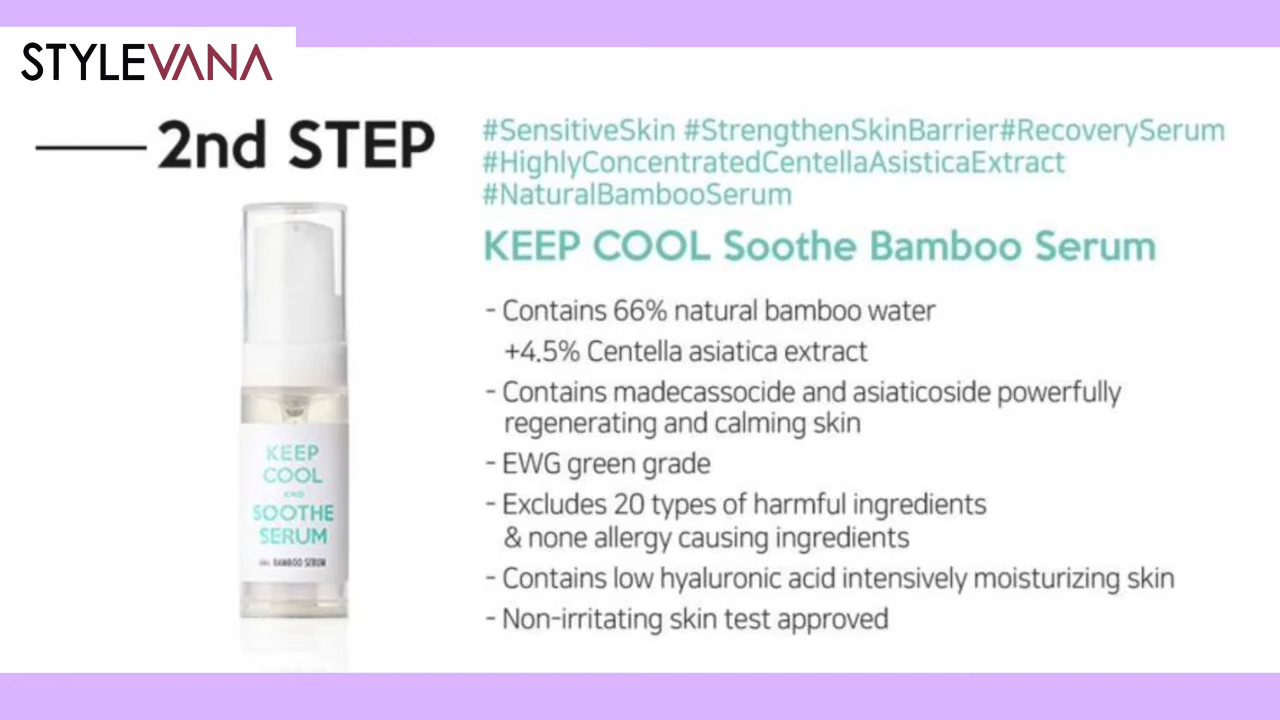 STYLEVANA
2nd STEP
#SensitiveSkin #StrengthenSkinBarrier#RecoverySerum
#HighlyConcentratedCentellaAsisticaExtract
#NaturalBambooSerum
KEEP COOL Soothe Bamboo Serum
- Contains 66% natural bamboo water
+4.5% Centella asiatica extract
- Contains madecassocide and asiaticoside powerfully
regenerating and calming skin
- EWG green grade
- Excludes 20 types of harmful ingredients
& none allergy causing ingredients
- Contains low hyaluronic acid intensively moisturizing skin
- Non-irritating skin test approved
KEEP
COOL
AND
SOOTHE
SERUM
BAMBOO SERUM